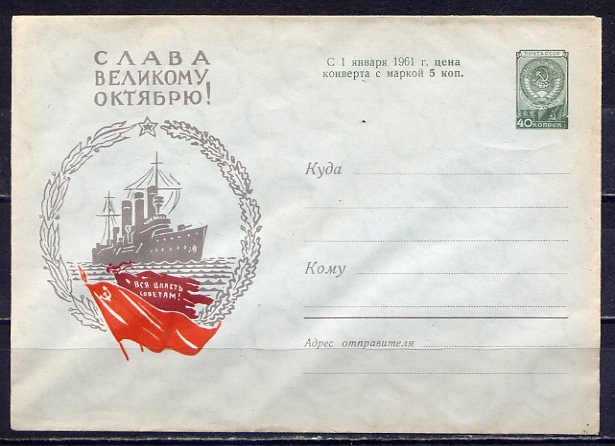 СЛАВА
ВЕЛИКОМУ
ОКТЯБРЮ!
С 1 января 1961 г. цена
конверта с маркой 5 коп.
ПОЧТА СССР
40 КОПЕЕК
Куда
Кому
ВСЯ ВЛАСТЬ
СОВЕТАМ!
Адрес отправителя